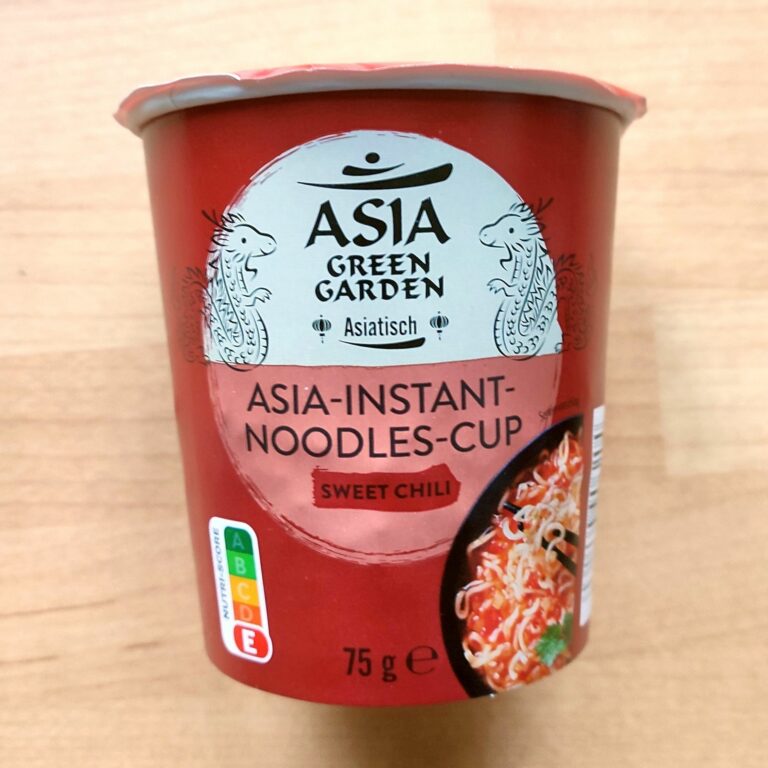 ASIA
GREEN
GARDEN
Asiatisch
ASIA-INSTANT-
NOODLES-CUP
SWEET CHILI
NUTRI-SCORE
A
B
C
D
E
75 g e